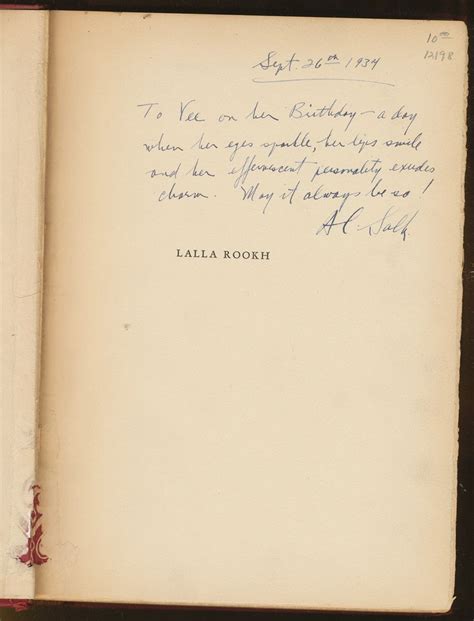 10.00
12198
Sept. 26th 1934
To Vee on her Birthday – a day
when her eyes sparkle, her lips smile
and her effervescent personality exudes
charm. May it always be so!
Al. Salk
LALLA ROOKH